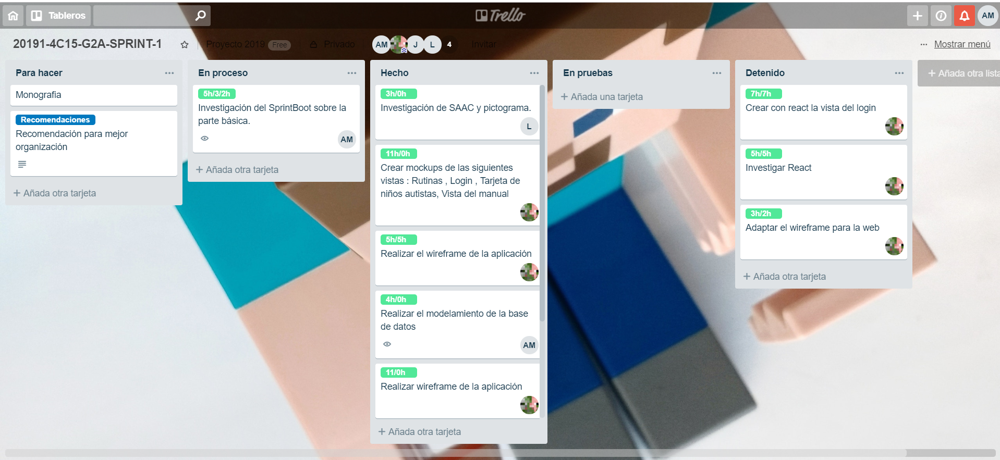 Tableros
Trello
AM
20191-4C15-G2A-SPRINT-1
Proyecto 2019 Free
Privado
AM J L 4
Invitar
... Mostrar menú
Para hacer ...
Monografia
Recomendaciones
Recomendación para mejor
organización
+ Añada otra tarjeta
En proceso ...
5h/3/2h
Investigación del SprintBoot sobre la
parte básica.
AM
+ Añada otra tarjeta
Hecho ...
3h/0h
Investigación de SAAC y pictograma.
L
11h/0h
Crear mockups de las siguientes
vistas : Rutinas , Login , Tarjeta de
niños autistas, Vista del manual
5h/5h
Realizar el wireframe de la aplicación
4h/0h
Realizar el modelamiento de la base
de datos
AM
11/0h
Realizar wireframe de la aplicación
+ Añada otra tarjeta
En pruebas ...
+ Añada una tarjeta
Detenido ...
7h/7h
Crear con react la vista del login
5h/5h
Investigar React
3h/2h
Adaptar el wireframe para la web
+ Añada otra tarjeta
+ Añada otra lista